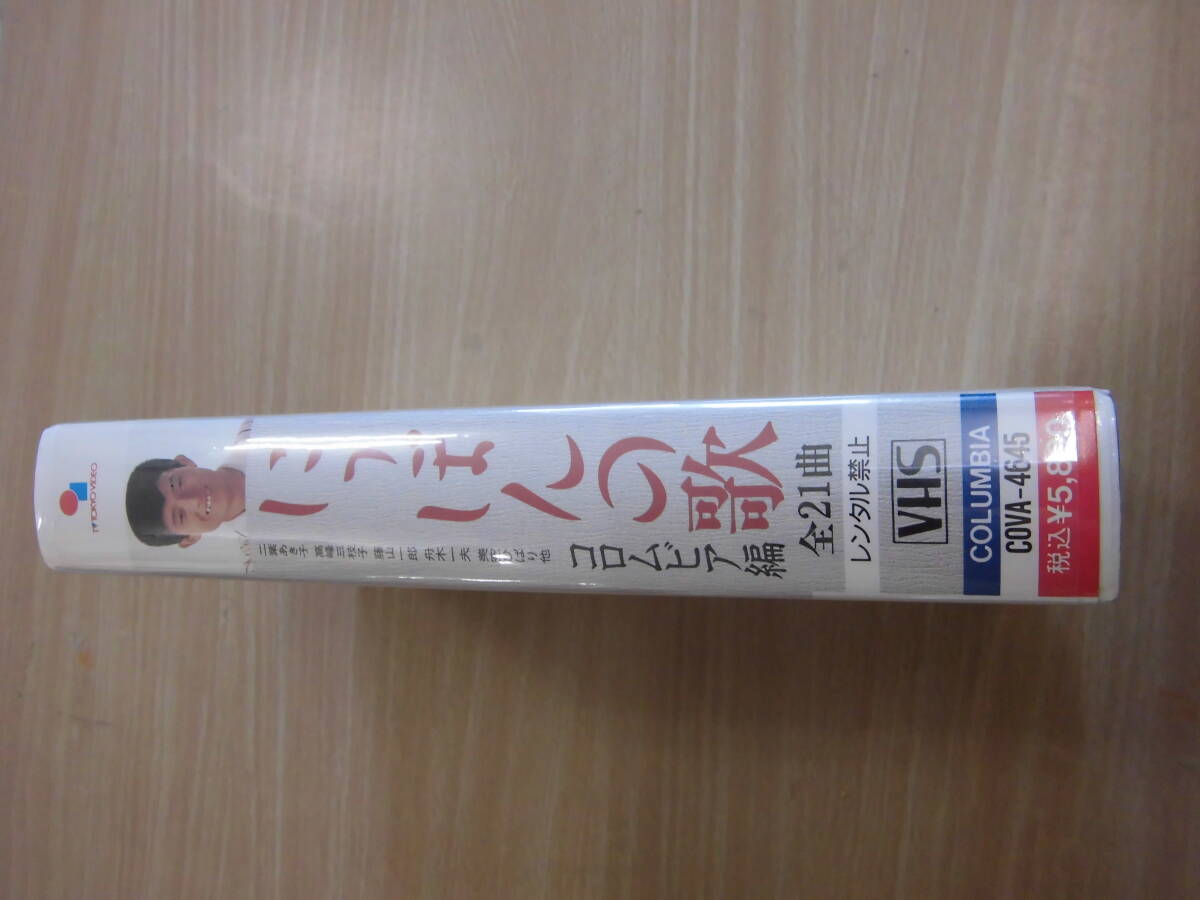 TV TOKYO VIDEO
にっぽんの歌
二葉あき子 高峰三枝子 藤山一郎 舟木一夫 美空ひばり 他
コロムビア編
全21曲
レンタル禁止
VHS
COLUMBIA
COVA-4645
税込¥5,8